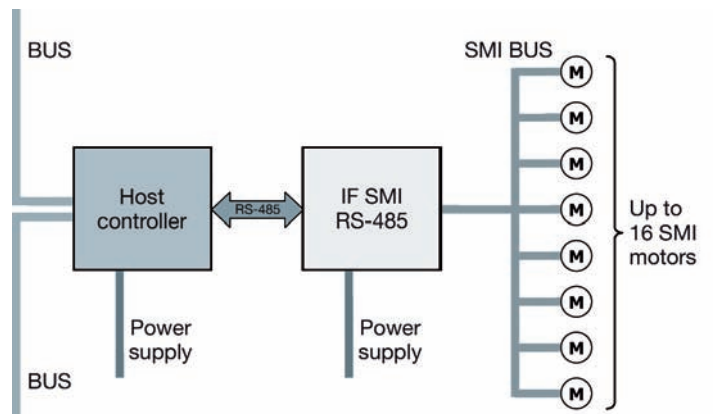 BUS
SMI BUS
M
M
M
M
M
M
M
M
Host
controller
RS-485
IF SMI
RS-485
Up to
16 SMI
motors
Power
supply
Power
supply
BUS